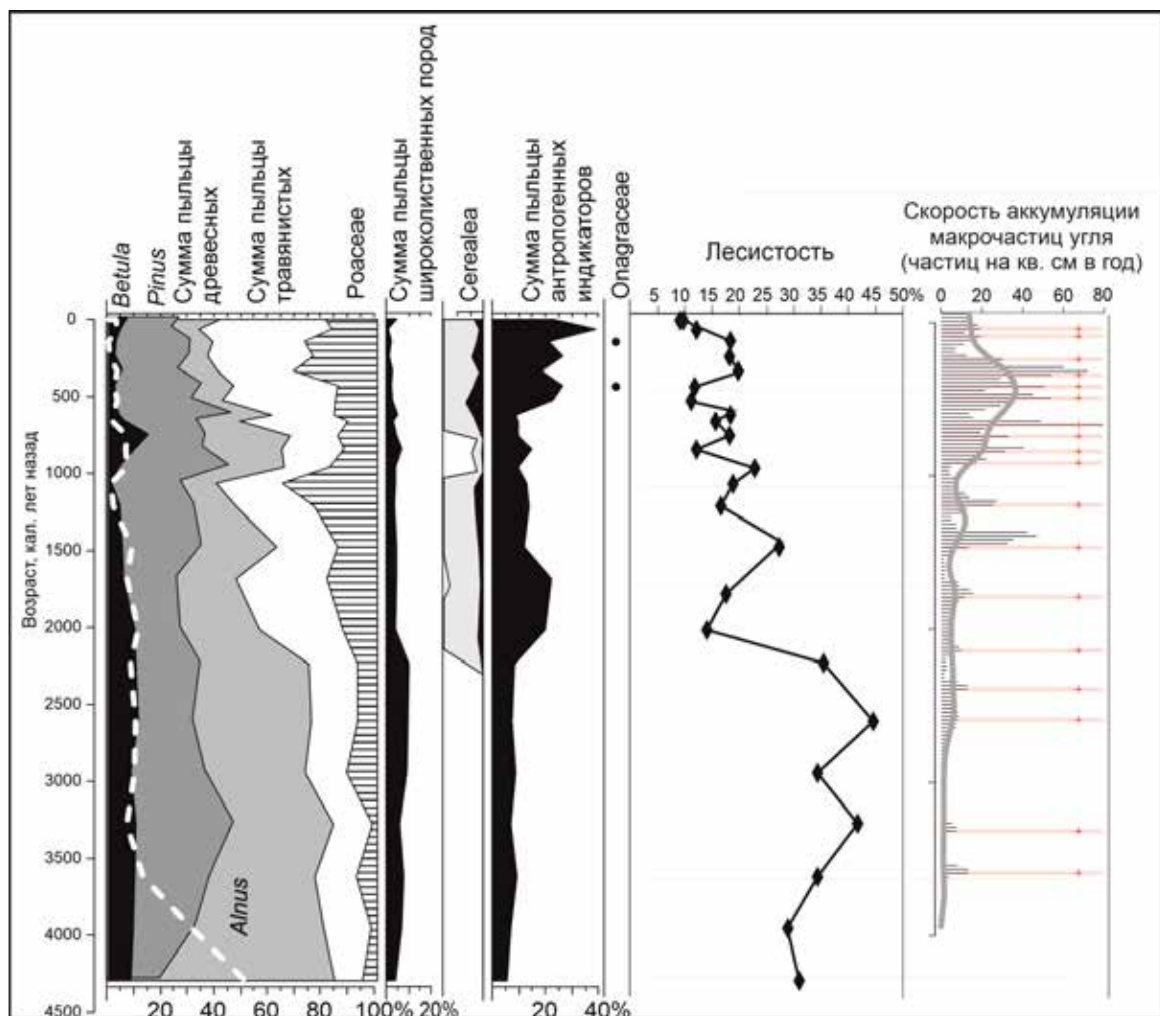 Betula
Pinus
Сумма пыльцы
древесных
Сумма пыльцы
травянистых
Poaceae
Сумма пыльцы
широколиственных пород
Cerealea
Сумма пыльцы
антропогенных
индикаторов
Onagraceae
Лесистость
5 10 15 20 25 30 35 40 45 50%
Скорость аккумуляции
макрочастиц угля
(частиц на кв. см в год)
0 20 40 60 80
Возраст, кал. лет назад
0
500
1000
1500
2000
2500
3000
3500
4000
4500
Alnus
20 40 60 80 100% 20% 20 40%